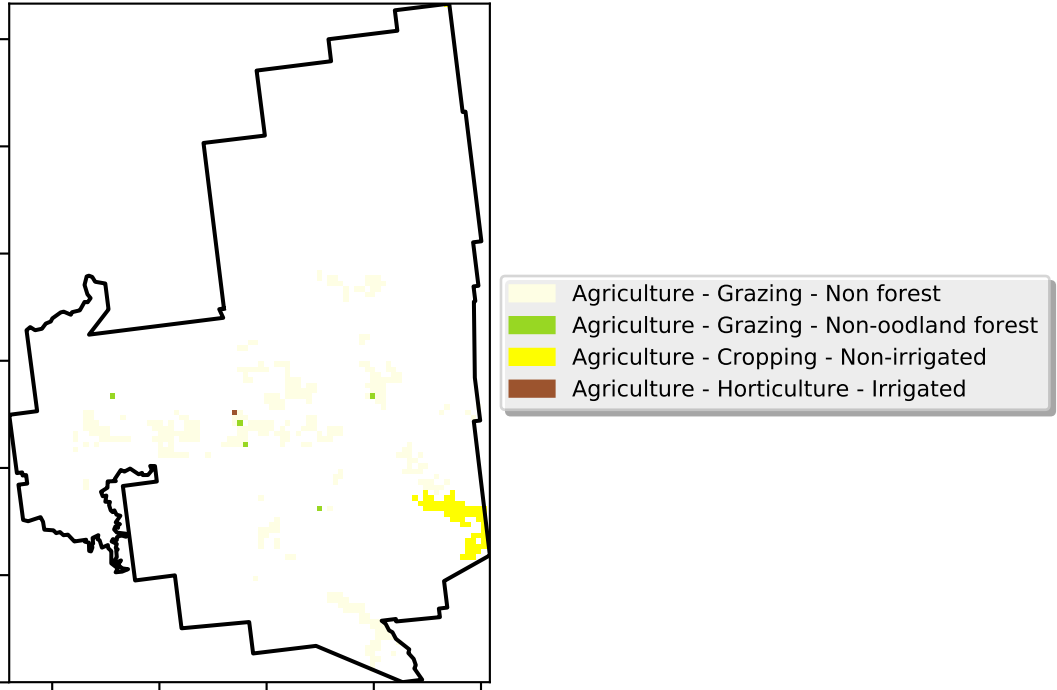 Agriculture - Grazing - Non forest
Agriculture - Grazing - Non-oodland forest
Agriculture - Cropping - Non-irrigated
Agriculture - Horticulture - Irrigated